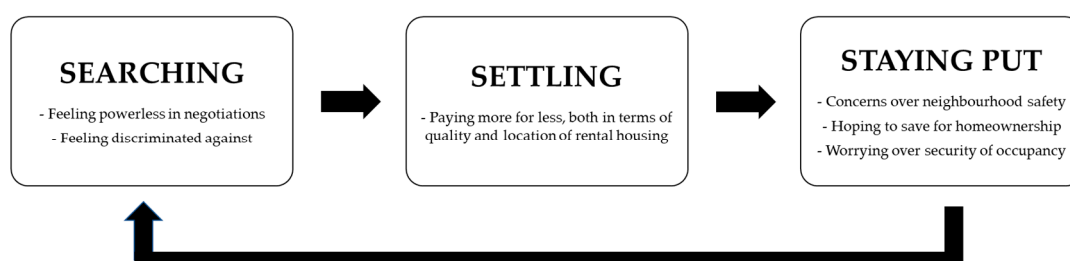 SEARCHING
- Feeling powerless in negotiations
- Feeling discriminated against
SETTLING
- Paying more for less, both in terms of
quality and location of rental housing
STAYING PUT
- Concerns over neighbourhood safety
- Hoping to save for homeownership
- Worrying over security of occupancy